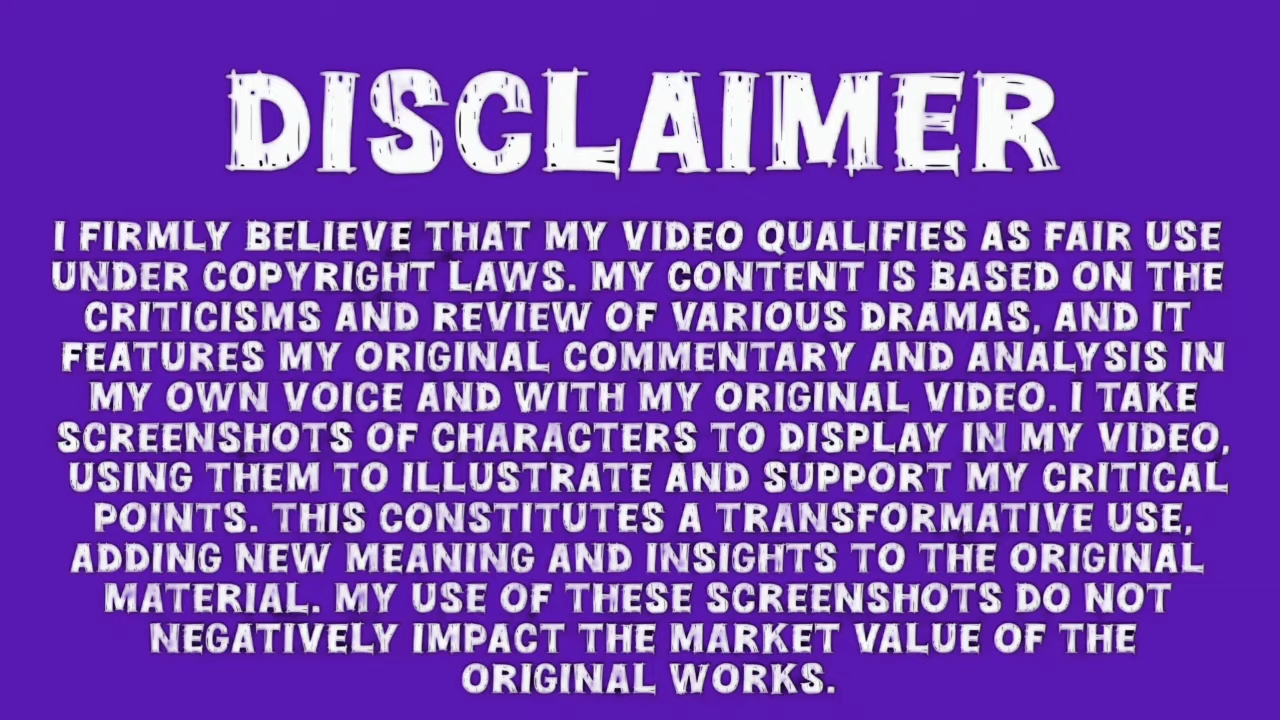 DISCLAIMER
I FIRMLY BELIEVE THAT MY VIDEO QUALIFIES AS FAIR USE
UNDER COPYRIGHT LAWS. MY CONTENT IS BASED ON THE
CRITICISMS AND REVIEW OF VARIOUS DRAMAS, AND IT
FEATURES MY ORIGINAL COMMENTARY AND ANALYSIS IN
MY OWN VOICE AND WITH MY ORIGINAL VIDEO. I TAKE
SCREENSHOTS OF CHARACTERS TO DISPLAY IN MY VIDEO,
USING THEM TO ILLUSTRATE AND SUPPORT MY CRITICAL
POINTS. THIS CONSTITUTES A TRANSFORMATIVE USE,
ADDING NEW MEANING AND INSIGHTS TO THE ORIGINAL
MATERIAL. MY USE OF THESE SCREENSHOTS DO NOT
NEGATIVELY IMPACT THE MARKET VALUE OF THE
ORIGINAL WORKS.